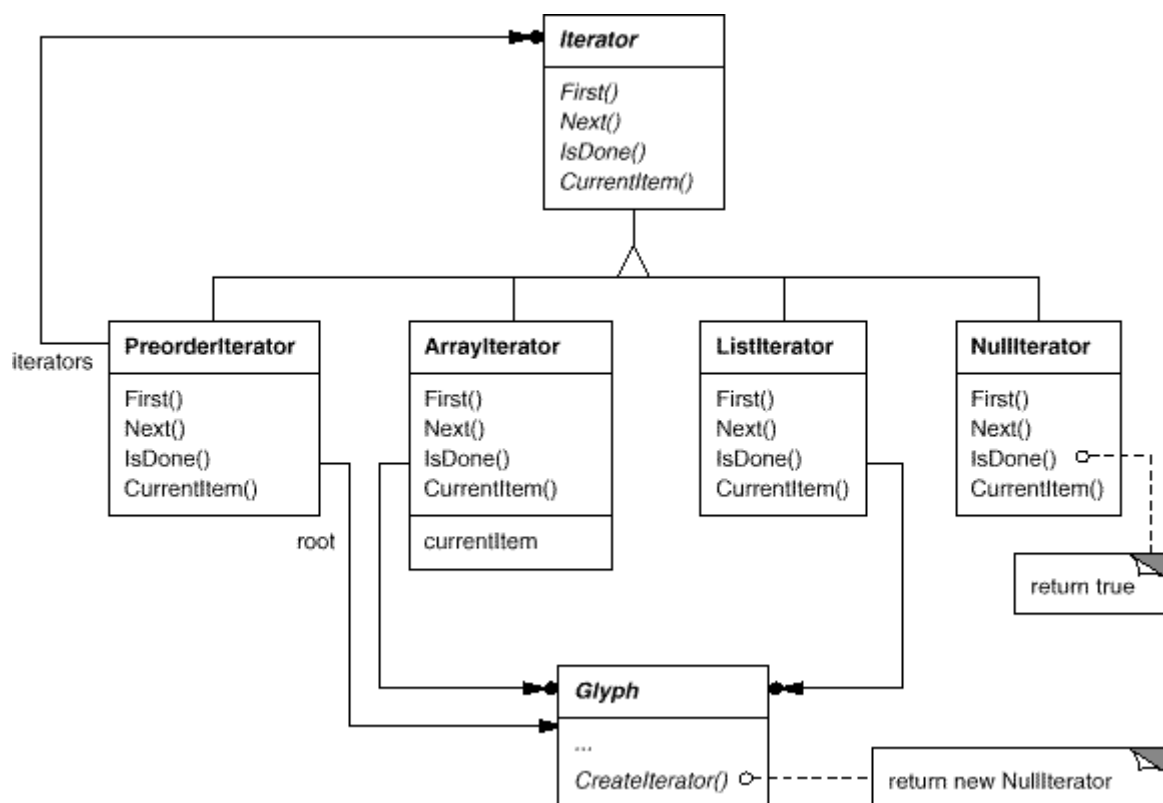 Iterator
First()
Next()
IsDone()
CurrentItem()
iterators
PreorderIterator
First()
Next()
IsDone()
CurrentItem()
root
ArrayIterator
First()
Next()
IsDone()
CurrentItem()
currentItem
ListIterator
First()
Next()
IsDone()
CurrentItem()
NullIterator
First()
Next()
IsDone()
CurrentItem()
return true
Glyph
...
CreateIterator()
return new NullIterator